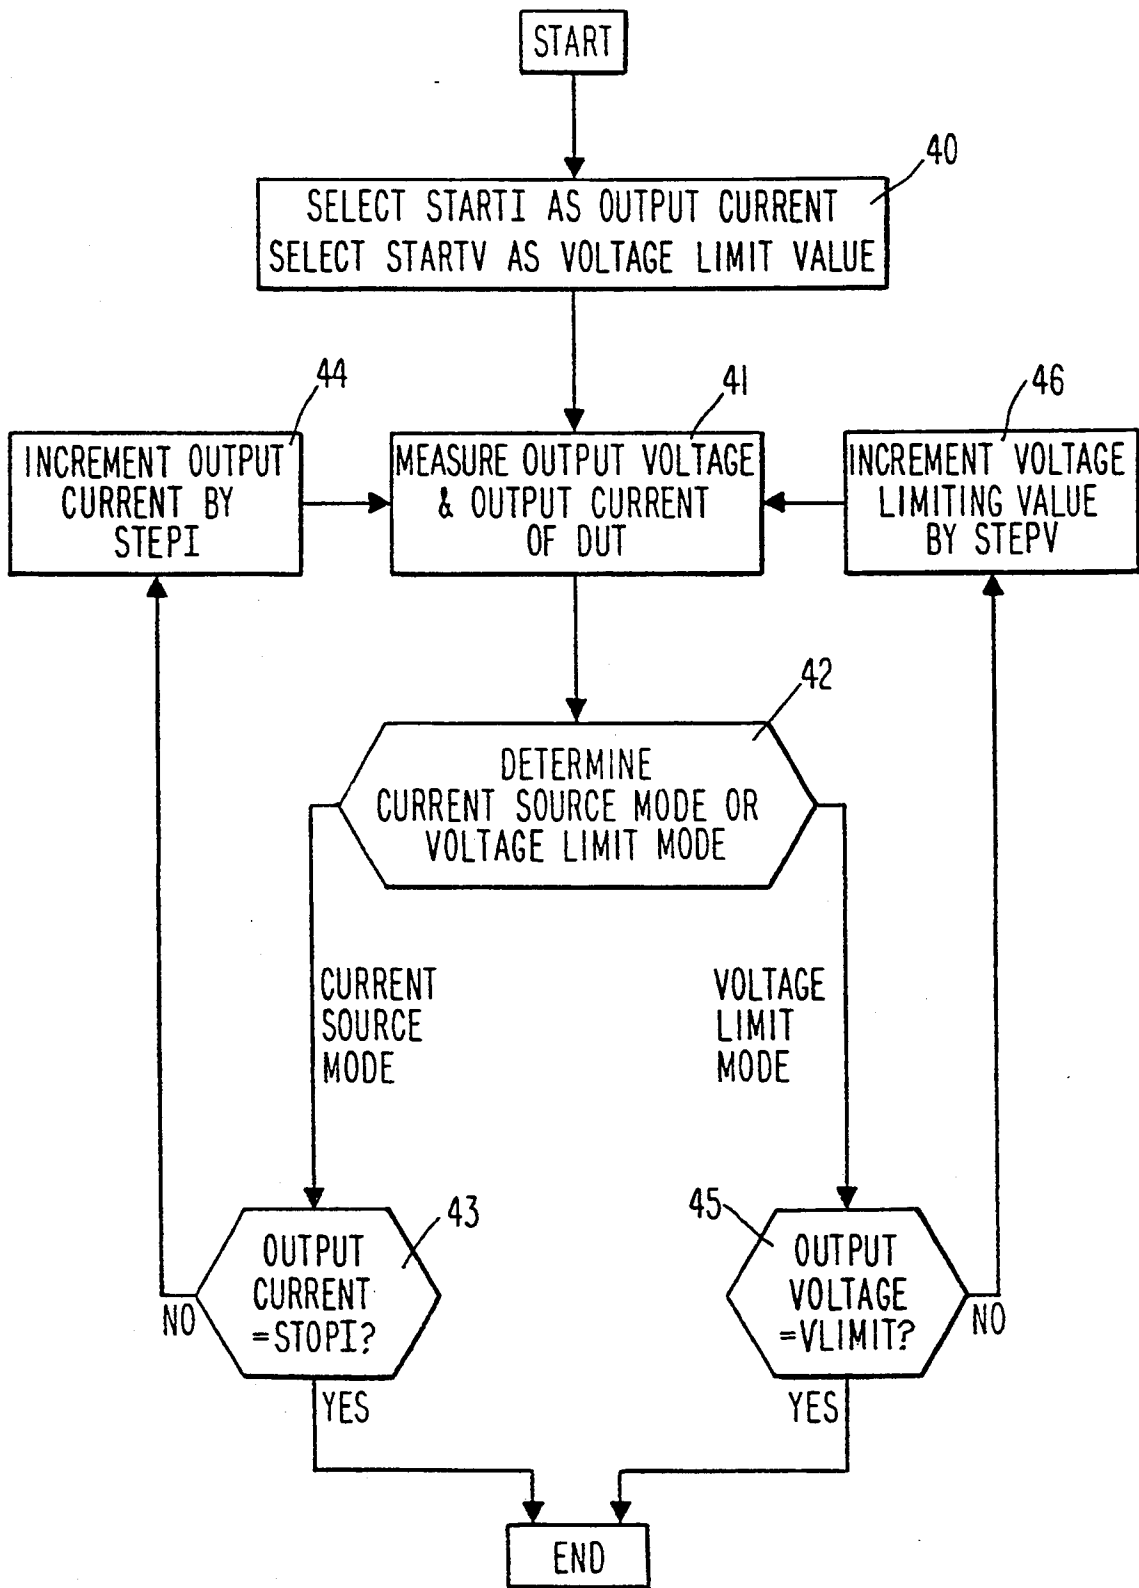 START
40
SELECT STARTI AS OUTPUT CURRENT
SELECT STARTV AS VOLTAGE LIMIT VALUE
44
INCREMENT OUTPUT
CURRENT BY
STEPI
41
MEASURE OUTPUT VOLTAGE
& OUTPUT CURRENT
OF DUT
46
INCREMENT VOLTAGE
LIMITING VALUE
BY STEPV
42
DETERMINE
CURRENT SOURCE MODE OR
VOLTAGE LIMIT MODE
CURRENT
SOURCE
MODE
VOLTAGE
LIMIT
MODE
43
OUTPUT
CURRENT
=STOPI?
NO
YES
45
OUTPUT
VOLTAGE
=VLIMIT?
NO
YES
END